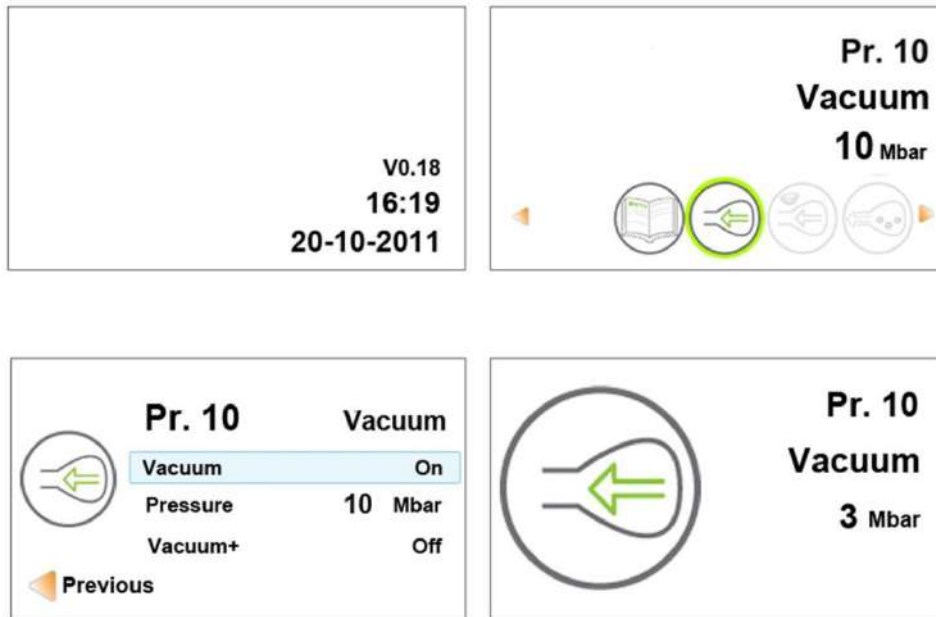 V0.18
16:19
20-10-2011
Pr. 10
Vacuum
10 Mbar
Pr. 10 Vacuum
Vacuum On
Pressure 10 Mbar
Vacuum+ Off
Previous
Pr. 10
Vacuum
3 Mbar